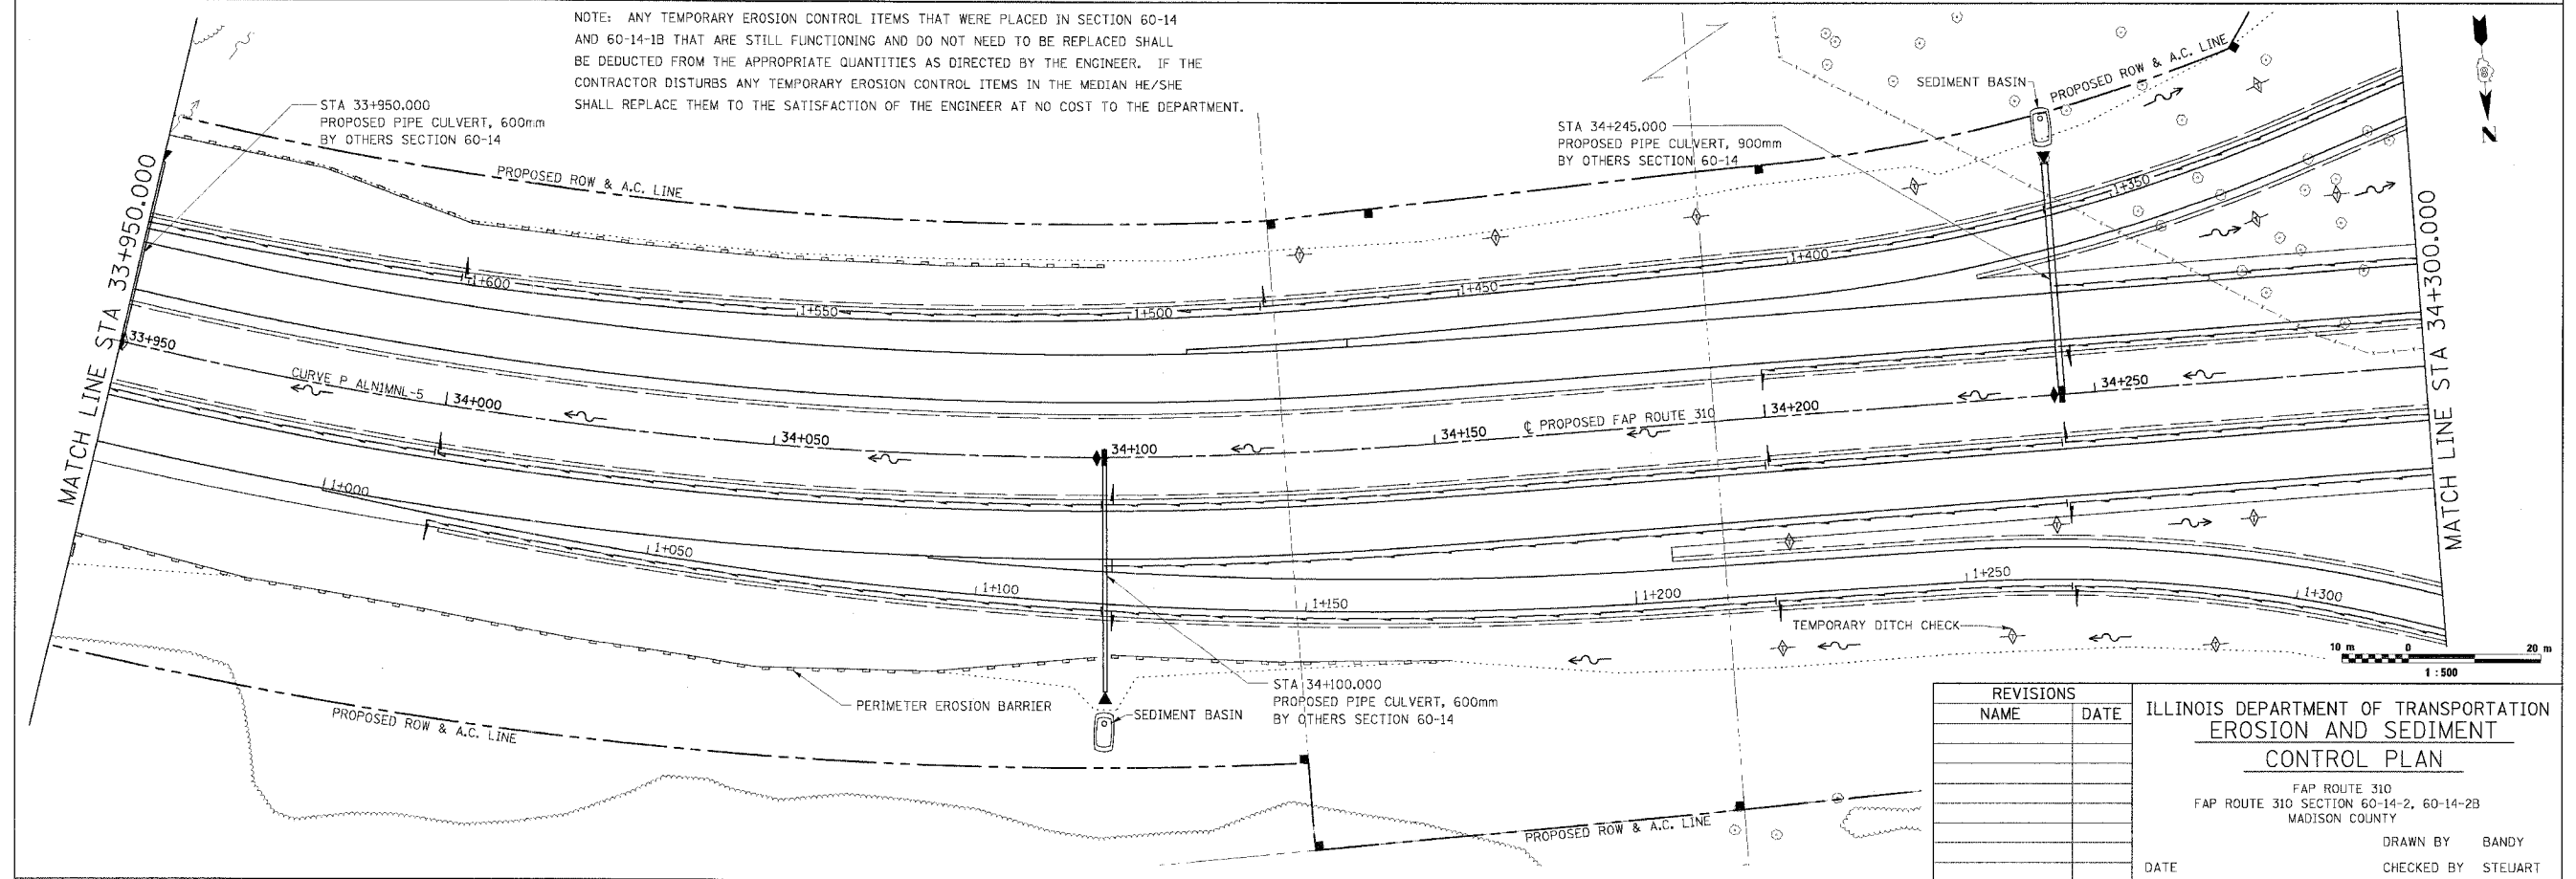 NOTE: ANY TEMPORARY EROSION CONTROL ITEMS THAT WERE PLACED IN SECTION 60-14
AND 60-14-1B THAT ARE STILL FUNCTIONING AND DO NOT NEED TO BE REPLACED SHALL
BE DEDUCTED FROM THE APPROPRIATE QUANTITIES AS DIRECTED BY THE ENGINEER. IF THE
CONTRACTOR DISTURBS ANY TEMPORARY EROSION CONTROL ITEMS IN THE MEDIAN HE/SHE
SHALL REPLACE THEM TO THE SATISFACTION OF THE ENGINEER AT NO COST TO THE DEPARTMENT.
STA 33+950.000
PROPOSED PIPE CULVERT, 600mm
BY OTHERS SECTION 60-14
STA 34+245.000
PROPOSED PIPE CULVERT, 900mm
BY OTHERS SECTION 60-14
SEDIMENT BASIN
PROPOSED ROW & A.C. LINE
N
PROPOSED ROW & A.C. LINE
MATCH LINE STA 33+950.000
MATCH LINE STA 34+300.000
1+600
1+550
1+500
1+450
1+400
1+350
33+950
CURVE P ALN1MNL-5
34+000
34+050
34+100
34+150
℄ PROPOSED FAP ROUTE 310
34+200
34+250
1+000
1+050
1+100
1+150
1+200
1+250
1+300
TEMPORARY DITCH CHECK
10 m 0 20 m
1 : 500
PERIMETER EROSION BARRIER
SEDIMENT BASIN
STA 34+100.000
PROPOSED PIPE CULVERT, 600mm
BY OTHERS SECTION 60-14
PROPOSED ROW & A.C. LINE
PROPOSED ROW & A.C. LINE
REVISIONS
NAME DATE
ILLINOIS DEPARTMENT OF TRANSPORTATION
EROSION AND SEDIMENT
CONTROL PLAN
FAP ROUTE 310
FAP ROUTE 310 SECTION 60-14-2, 60-14-2B
MADISON COUNTY
DRAWN BY BANDY
DATE CHECKED BY STEUART